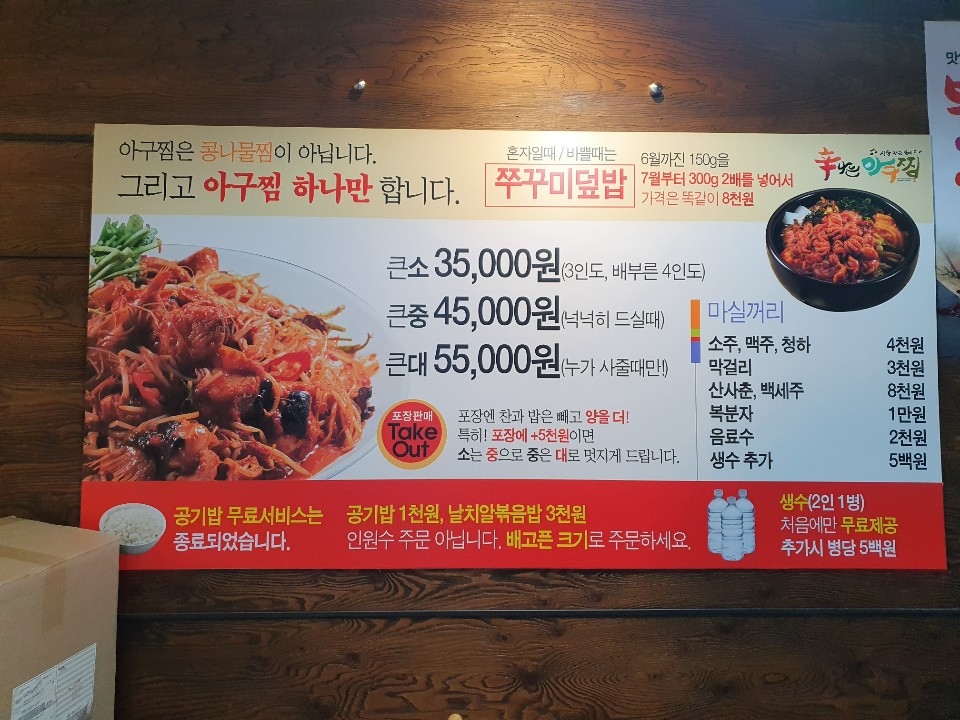 아구찜은 콩나물찜이 아닙니다.
그리고 아구찜 하나만 합니다.
혼자일때 / 바쁠때는
쭈꾸미덮밥
6월까진 150g을
7월부터 300g 2배를 넣어서
가격은 똑같이 8천원
아구찜
큰소 35,000원(3인도, 배부른 4인도)
큰중 45,000원(넉넉히 드실때)
큰대 55,000원(누가 사줄때만!)
포장판매
Take
Out
포장엔 찬과 밥은 빼고 양을 더!
특히! 포장에 +5천원이면
소는 중으로 중은 대로 멋지게 드립니다.
마실꺼리
소주, 맥주, 청하 4천원
막걸리 3천원
산사춘, 백세주 8천원
복분자 1만원
음료수 2천원
생수 추가 5백원
공기밥 무료서비스는
종료되었습니다.
공기밥 1천원, 날치알볶음밥 3천원
인원수 주문 아닙니다. 배고픈 크기로 주문하세요.
생수(2인 1병)
처음에만 무료제공
추가시 병당 5백원